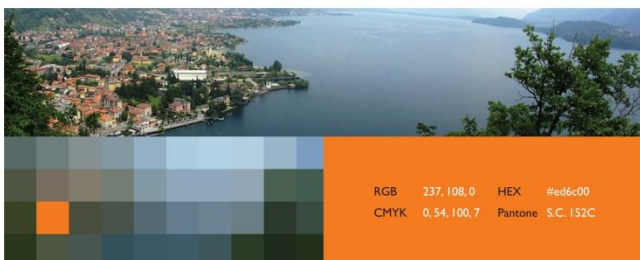 RGB 237, 108, 0 HEX #ed6c00
CMYK 0, 54, 100, 7 Pantone S.C. 152C